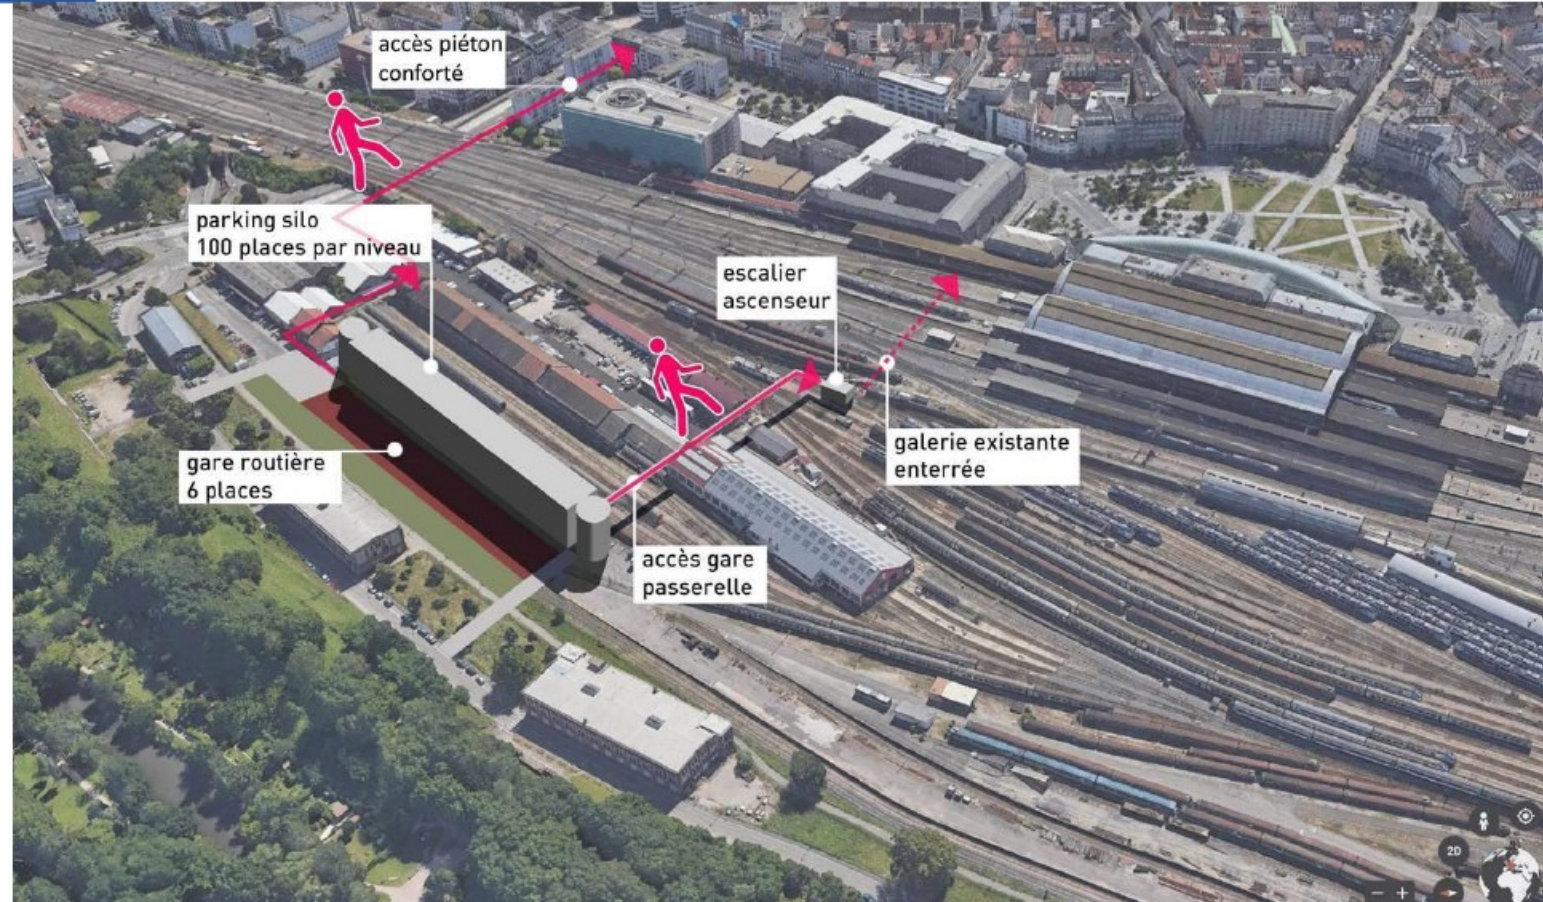 accès piéton
conforté
parking silo
100 places par niveau
escalier
ascenseur
galerie existante
enterrée
gare routière
6 places
accès gare
passerelle
2D
− +